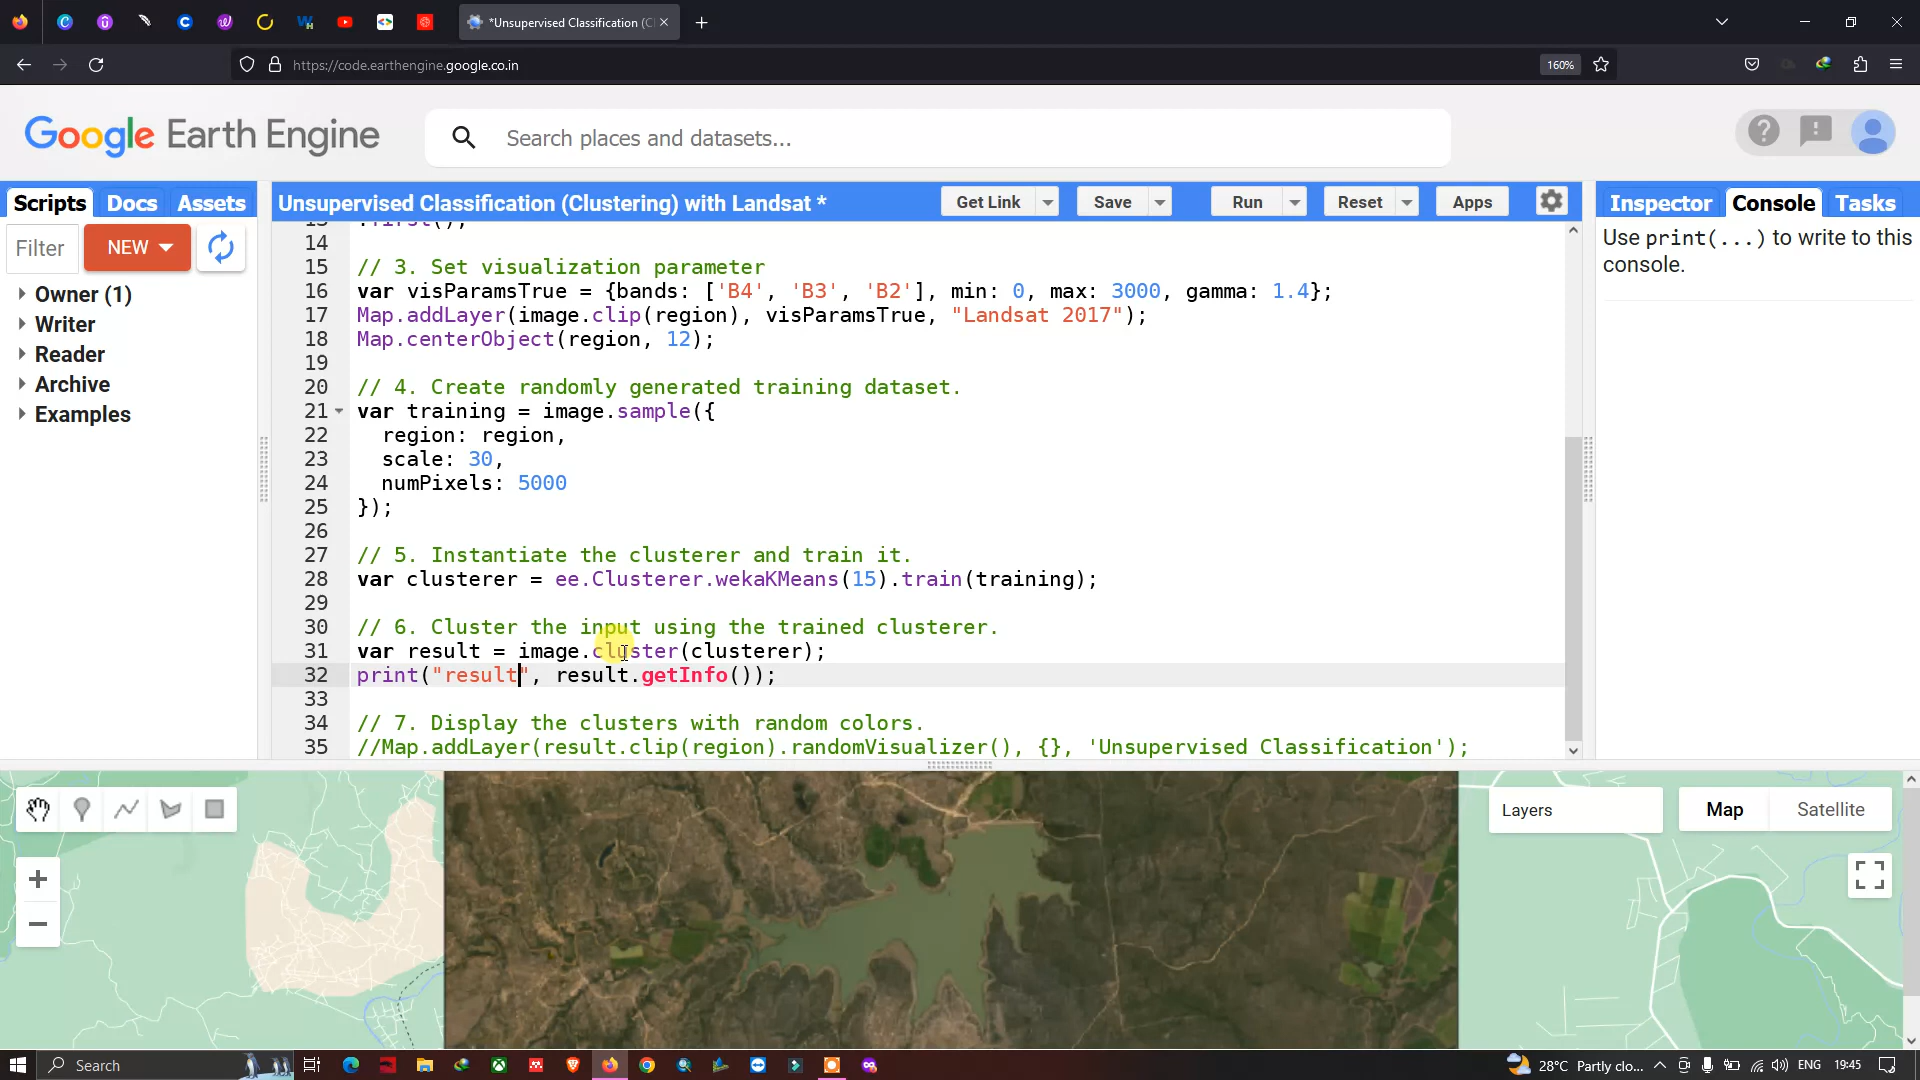 *Unsupervised Classification (Cl
https://code.earthengine.google.co.in
160%
Google Earth Engine
Search places and datasets...
Scripts Docs Assets
Filter NEW
Owner (1)
Writer
Reader
Archive
Examples
Unsupervised Classification (Clustering) with Landsat *
Get Link Save Run Reset Apps
14
15 // 3. Set visualization parameter
16 var visParamsTrue = {bands: ['B4', 'B3', 'B2'], min: 0, max: 3000, gamma: 1.4};
17 Map.addLayer(image.clip(region), visParamsTrue, "Landsat 2017");
18 Map.centerObject(region, 12);
19
20 // 4. Create randomly generated training dataset.
21 var training = image.sample({
22 region: region,
23 scale: 30,
24 numPixels: 5000
25 });
26
27 // 5. Instantiate the clusterer and train it.
28 var clusterer = ee.Clusterer.wekaKMeans(15).train(training);
29
30 // 6. Cluster the input using the trained clusterer.
31 var result = image.cluster(clusterer);
32 print("result", result.getInfo());
33
34 // 7. Display the clusters with random colors.
35 //Map.addLayer(result.clip(region).randomVisualizer(), {}, 'Unsupervised Classification');
Inspector Console Tasks
Use print(...) to write to this
console.
Layers
Map Satellite
Search
28°C Partly clo...
ENG
19:45